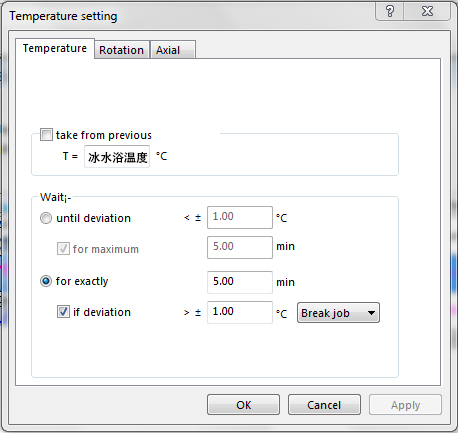 Temperature setting
Temperature Rotation Axial
take from previous
T = 冰水浴溫度 °C
Wait¡-
until deviation < ± 1.00 °C
for maximum 5.00 min
for exactly 5.00 min
if deviation > ± 1.00 °C Break job
OK Cancel Apply